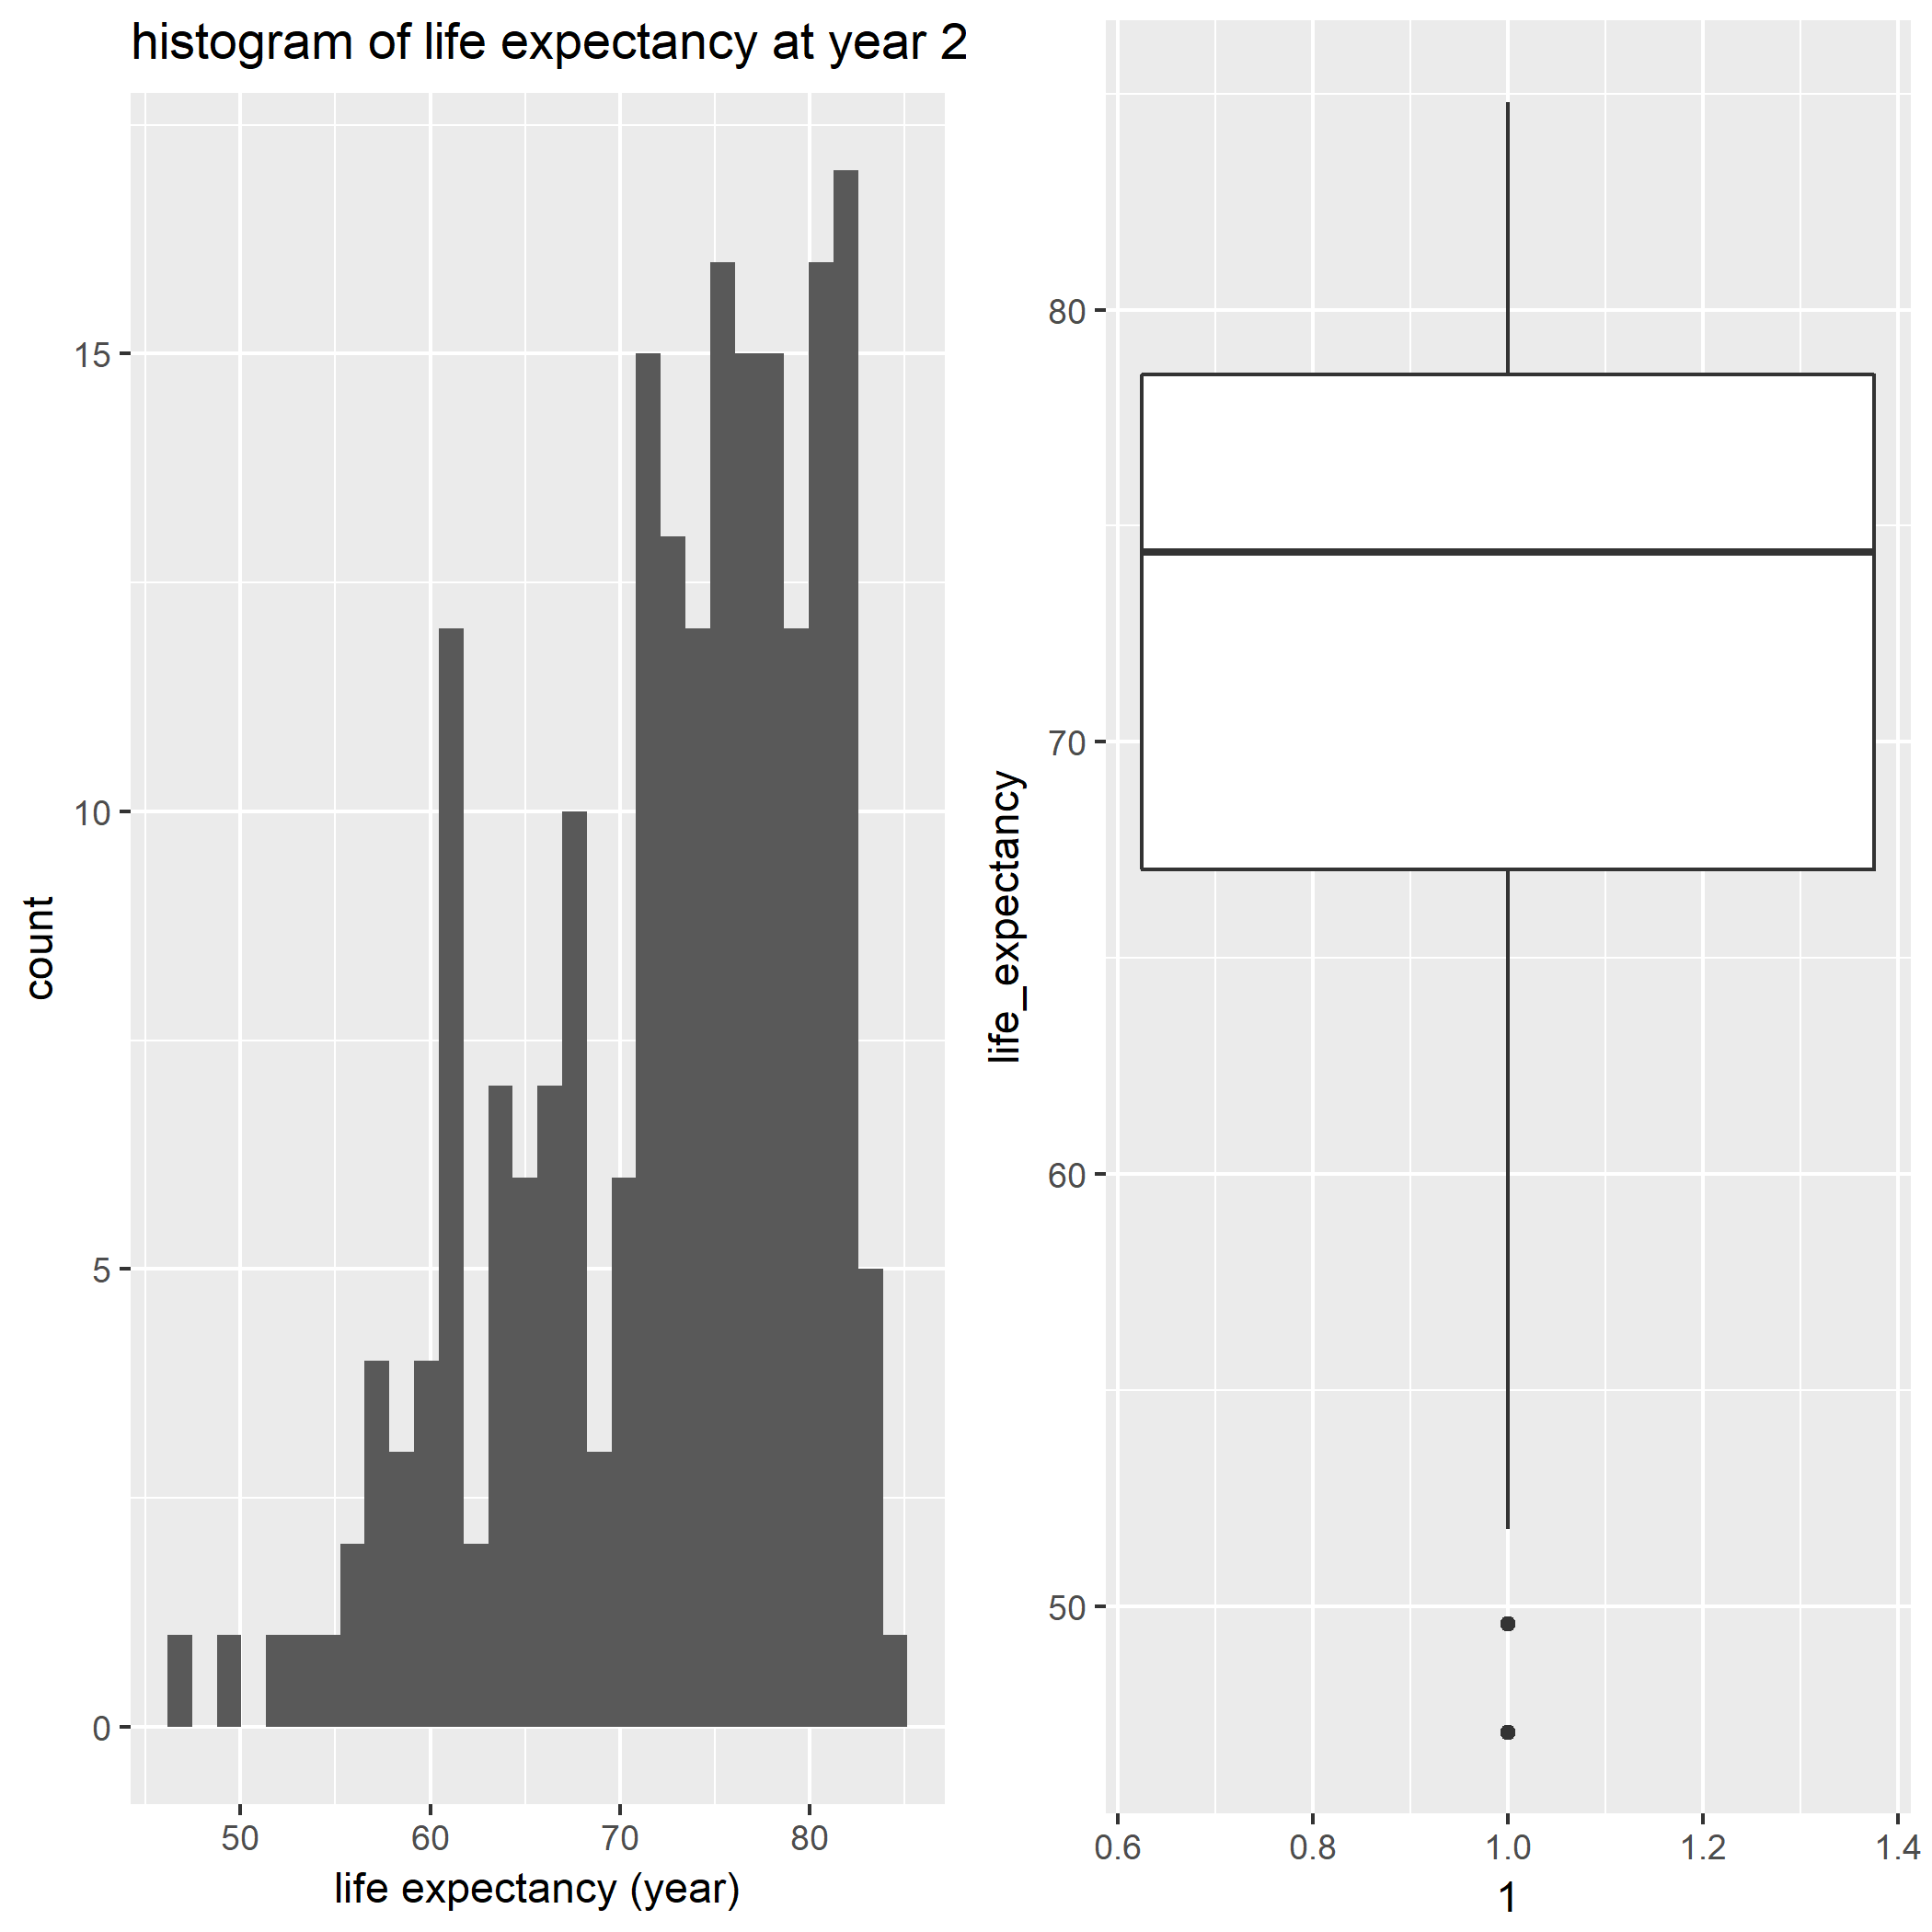 histogram of life expectancy at year 2
15
10
5
0
count
50 60 70 80
life expectancy (year)
80
70
60
50
life_expectancy
0.6 0.8 1.0 1.2 1.4
1